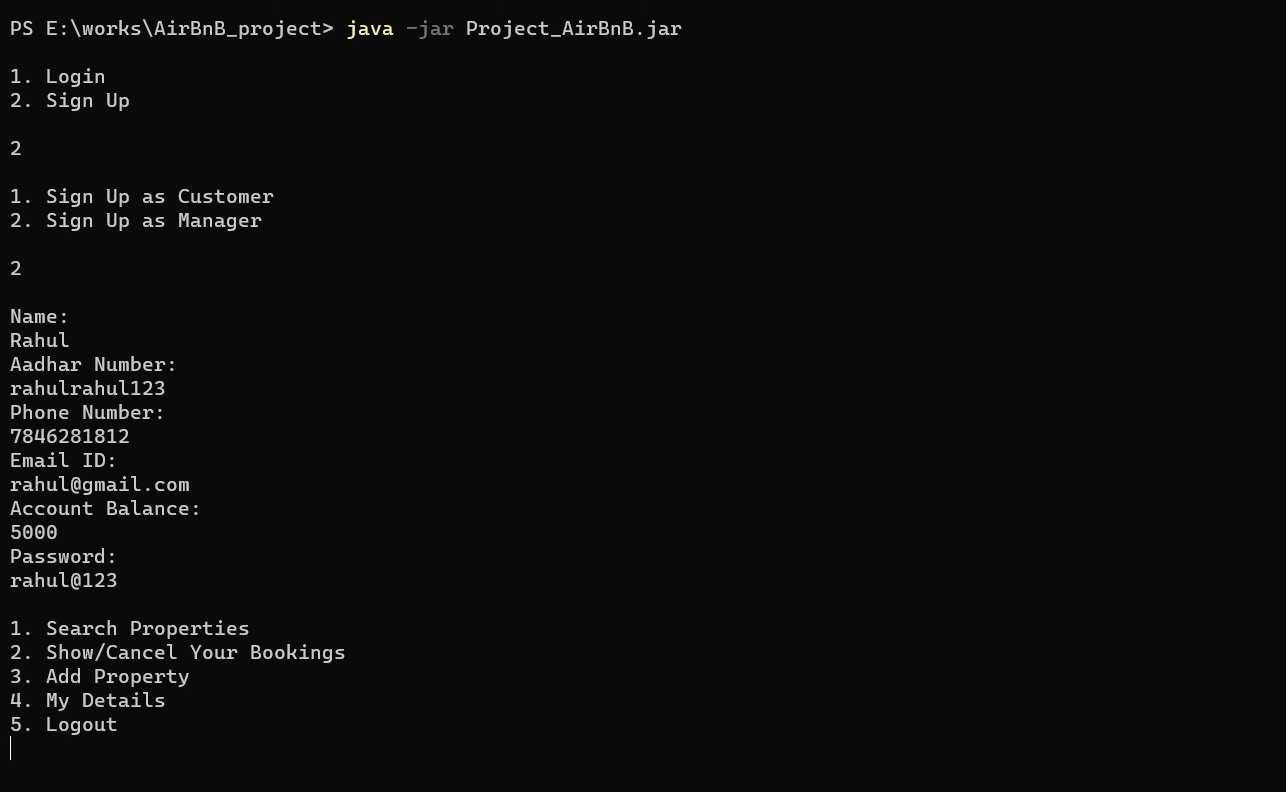 PS E:\works\AirBnB_project> java -jar Project_AirBnB.jar
1. Login
2. Sign Up
2
1. Sign Up as Customer
2. Sign Up as Manager
2
Name:
Rahul
Aadhar Number:
rahulrahul123
Phone Number:
7846281812
Email ID:
rahul@gmail.com
Account Balance:
5000
Password:
rahul@123
1. Search Properties
2. Show/Cancel Your Bookings
3. Add Property
4. My Details
5. Logout